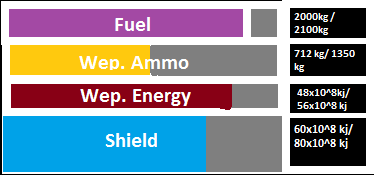 Fuel
2000kg /
2100kg
Wep. Ammo
712 kg/ 1350
kg
Wep. Energy
48x10^8kj/
56x10^8 kj
Shield
60x10^8 kj/
80x10^8 kj